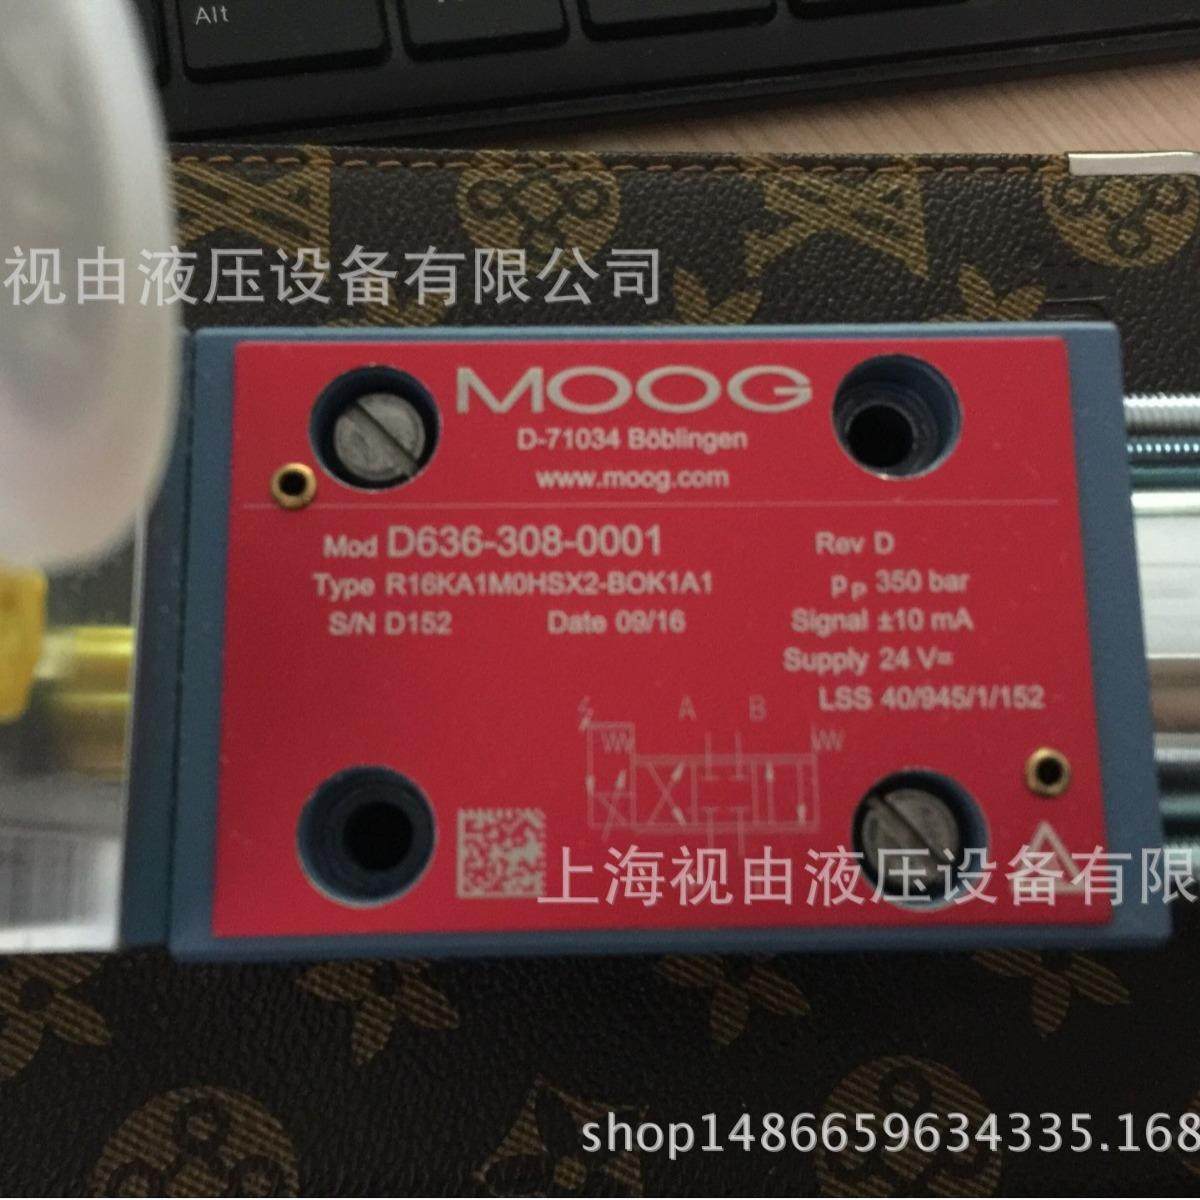 Alt
视由液压设备有限公司
MOOG
D-71034 Böblingen
www.moog.com
Mod D636-308-0001
Rev D
Type R16KA1M0HSX2-BOK1A1
pP 350 bar
S/N D152
Date 09/16
Signal ±10 mA
Supply 24 V=
LSS 40/945/1/152
A B
上海视由液压设备有限
shop1486659634335.168